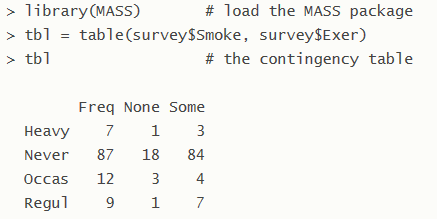 > library(MASS)       # load the MASS package
> tbl = table(survey$Smoke, survey$Exer)
> tbl                 # the contingency table
Freq None Some
Heavy 7 1 3
Never 87 18 84
Occas 12 3 4
Regul 9 1 7